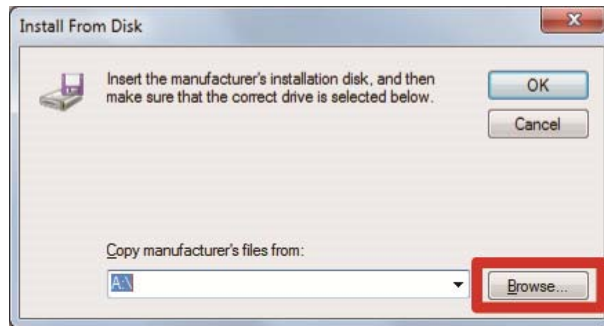 Install From Disk
Insert the manufacturer's installation disk, and then
make sure that the correct drive is selected below.
OK
Cancel
Copy manufacturer's files from:
A:\
Browse...